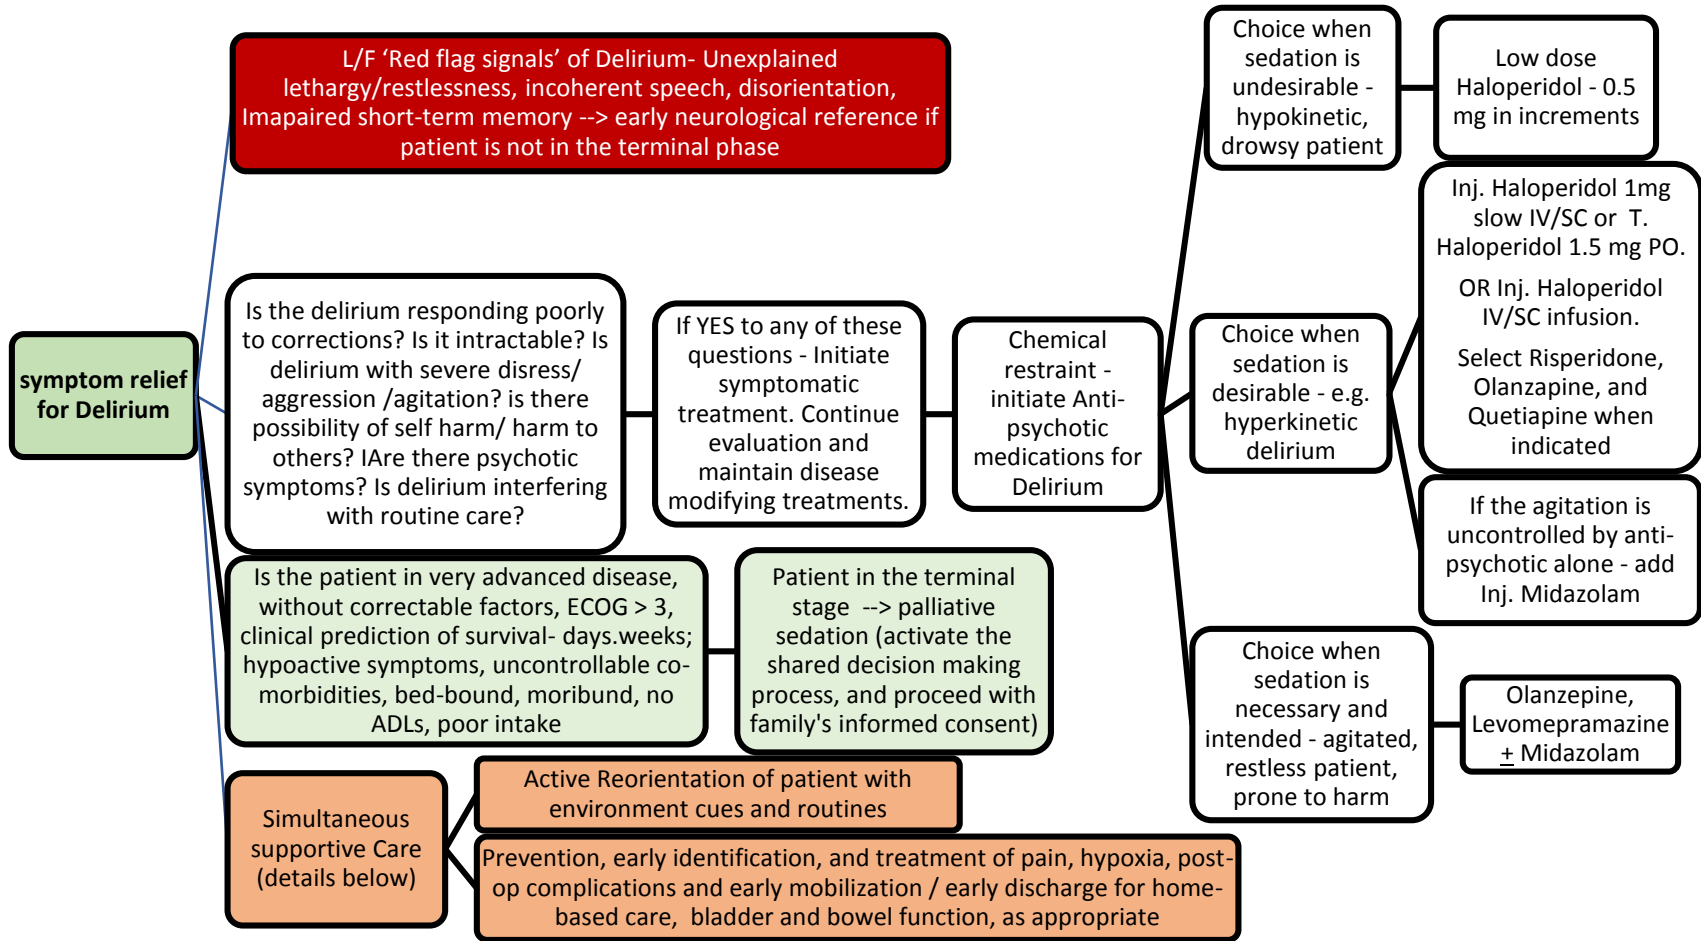 symptom relief
for Delirium
L/F ‘Red flag signals’ of Delirium- Unexplained
lethargy/restlessness, incoherent speech, disorientation,
Imapaired short-term memory --> early neurological reference if
patient is not in the terminal phase
Is the delirium responding poorly
to corrections? Is it intractable? Is
delirium with severe disress/
aggression /agitation? is there
possibility of self harm/ harm to
others? IAre there psychotic
symptoms? Is delirium interfering
with routine care?
If YES to any of these
questions - Initiate
symptomatic
treatment. Continue
evaluation and
maintain disease
modifying treatments.
Chemical
restraint -
initiate Anti-
psychotic
medications for
Delirium
Choice when
sedation is
undesirable -
hypokinetic,
drowsy patient
Low dose
Haloperidol - 0.5
mg in increments
Choice when
sedation is
desirable - e.g.
hyperkinetic
delirium
Inj. Haloperidol 1mg
slow IV/SC or T.
Haloperidol 1.5 mg PO.
OR Inj. Haloperidol
IV/SC infusion.
Select Risperidone,
Olanzapine, and
Quetiapine when
indicated
If the agitation is
uncontrolled by anti-
psychotic alone - add
Inj. Midazolam
Choice when
sedation is
necessary and
intended - agitated,
restless patient,
prone to harm
Olanzepine,
Levomepramazine
+ Midazolam
Is the patient in very advanced disease,
without correctable factors, ECOG > 3,
clinical prediction of survival- days.weeks;
hypoactive symptoms, uncontrollable co-
morbidities, bed-bound, moribund, no
ADLs, poor intake
Patient in the terminal
stage --> palliative
sedation (activate the
shared decision making
process, and proceed with
family's informed consent)
Simultaneous
supportive Care
(details below)
Active Reorientation of patient with
environment cues and routines
Prevention, early identification, and treatment of pain, hypoxia, post-
op complications and early mobilization / early discharge for home-
based care, bladder and bowel function, as appropriate